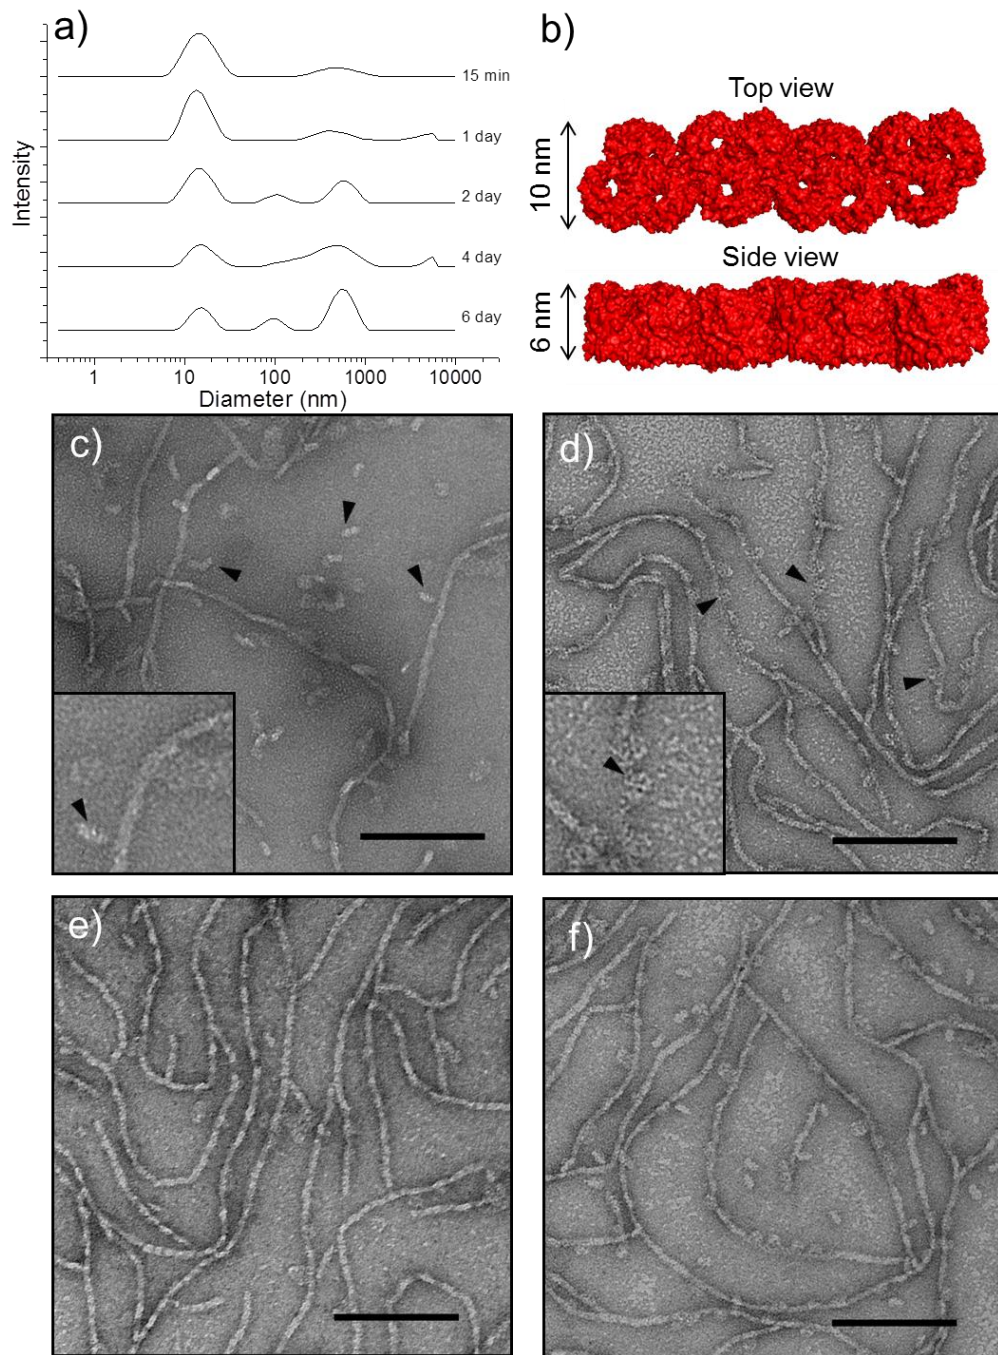 a)
15 min
1 day
2 day
4 day
6 day
Intensity
1 10 100 1000 10000
Diameter (nm)
b)
Top view
10 nm
Side view
6 nm
c)
d)
e)
f)